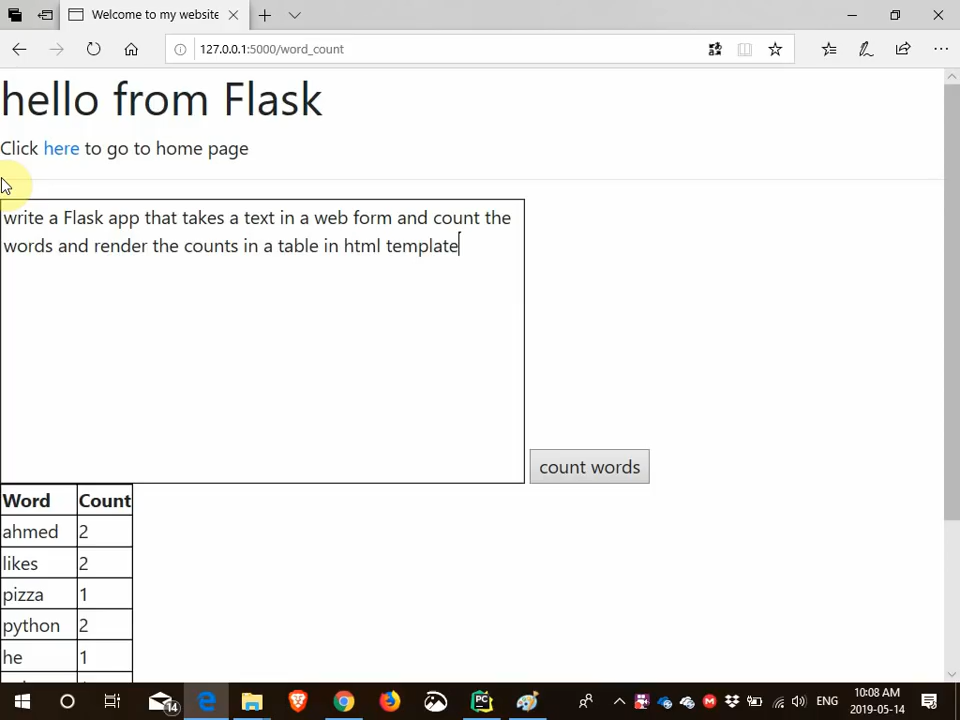 Welcome to my website
127.0.0.1:5000/word_count
hello from Flask
Click here to go to home page
write a Flask app that takes a text in a web form and count the
words and render the counts in a table in html template
count words
Word Count
ahmed 2
likes 2
pizza 1
python 2
he 1
14
PC
ENG
10:08 AM
2019-05-14